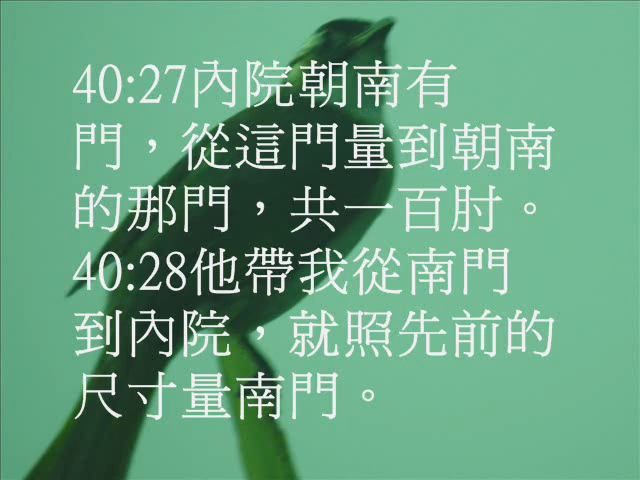 40:27內院朝南有
門，從這門量到朝南
的那門，共一百肘。
40:28他帶我從南門
到內院，就照先前的
尺寸量南門。